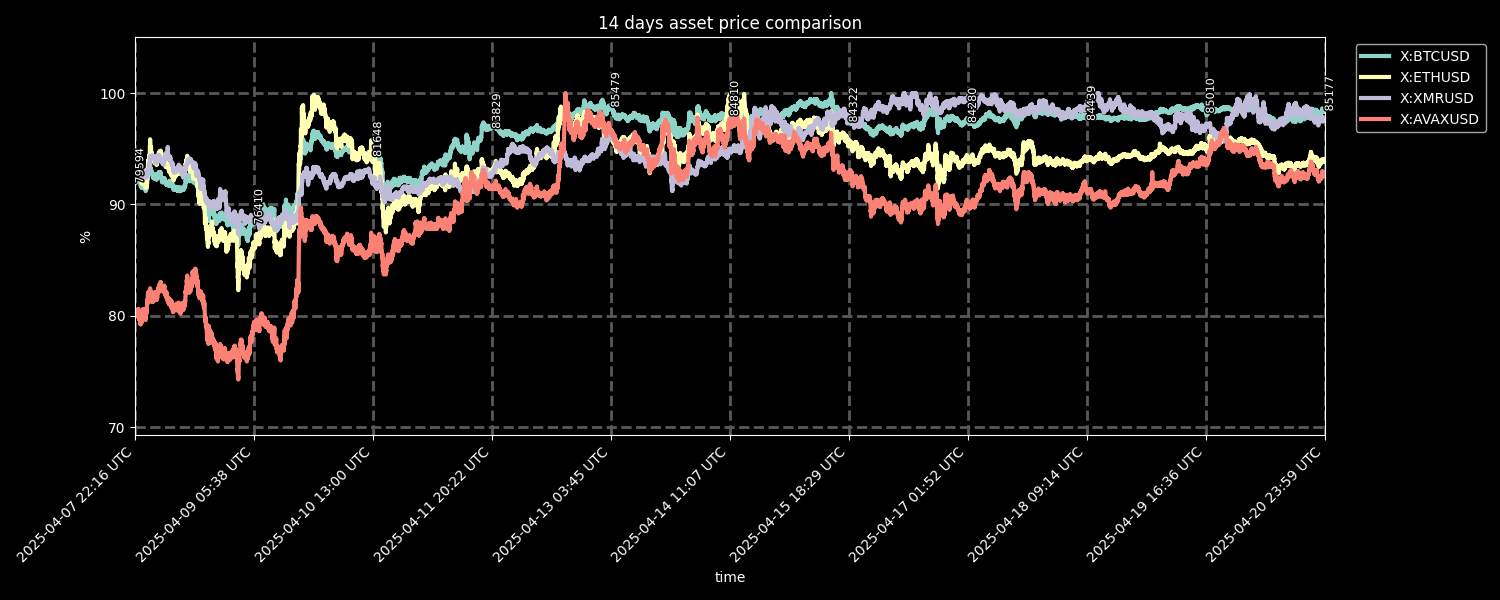 14 days asset price comparison
X:BTCUSD
X:ETHUSD
X:XMRUSD
X:AVAXUSD
%
100
90
80
70
79594
76410
81648
83829
85479
84810
84322
84280
84439
85010
85177
2025-04-07 22:16 UTC
2025-04-09 05:38 UTC
2025-04-10 13:00 UTC
2025-04-11 20:22 UTC
2025-04-13 03:45 UTC
2025-04-14 11:07 UTC
2025-04-15 18:29 UTC
2025-04-17 01:52 UTC
2025-04-18 09:14 UTC
2025-04-19 16:36 UTC
2025-04-20 23:59 UTC
time